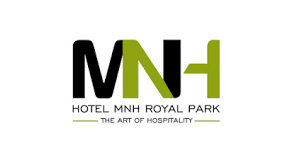 MNH
HOTEL MNH ROYAL PARK
THE ART OF HOSPITALITY